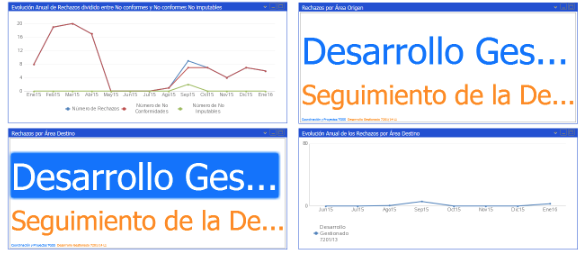 Evolución Anual de Rechazos dividido entre No conformes y No conformes No Imputables
20
16
12
8
4
0
Ene15 Feb15 Mar15 Abr15 May15 Jun15 Jul15 Ago15 Sep15 Oct15 Nov15 Dic15 Ene16
Número de Rechazos
Número de No
Conformidades
Número de No
Imputables
Rechazos por Área Origen
Desarrollo Ges...
Seguimiento de la De...
Rechazos por Área Destino
Desarrollo Ges...
Seguimiento de la De...
Evolución Anual de los Rechazos por Área Destino
80
0
Jun15 Jul15 Ago15 Sep15 Oct15 Nov15 Dic15 Ene16
Desarrollo
Gestionado